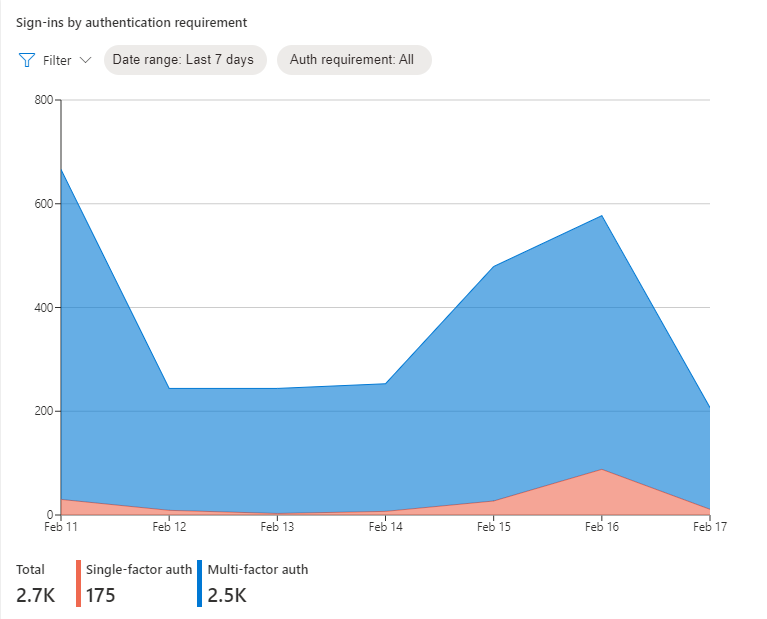 Sign-ins by authentication requirement
Filter Date range: Last 7 days Auth requirement: All
800
600
400
200
0
Feb 11 Feb 12 Feb 13 Feb 14 Feb 15 Feb 16 Feb 17
Total Single-factor auth Multi-factor auth
2.7K 175 2.5K